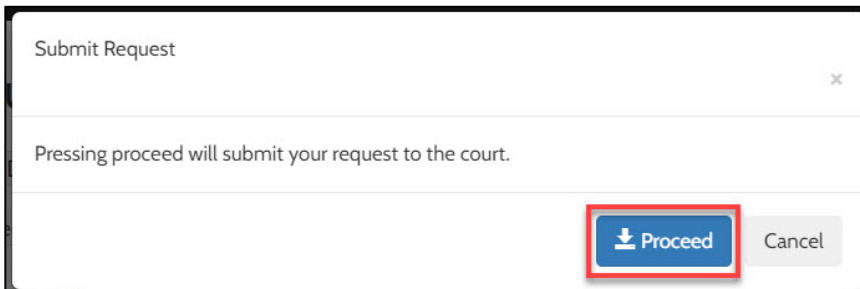 Submit Request
×
Pressing proceed will submit your request to the court.
Proceed Cancel